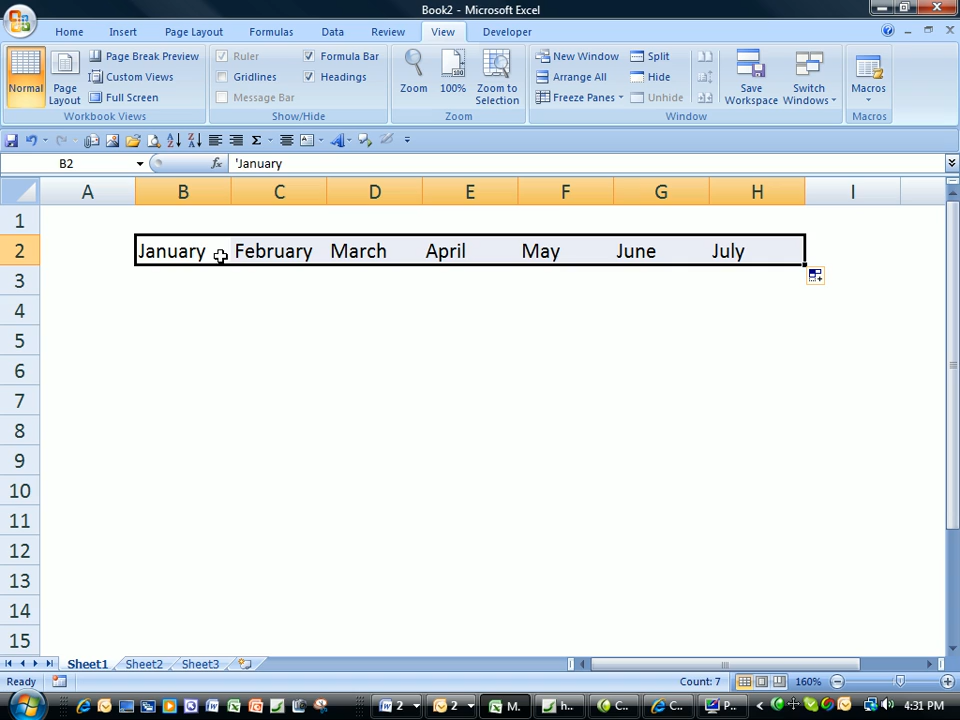 Book2 - Microsoft Excel
Home Insert Page Layout Formulas Data Review View Developer
Normal
Page Layout
Page Break Preview
Custom Views
Full Screen
Workbook Views
Ruler
Gridlines
Message Bar
Formula Bar
Headings
Show/Hide
Zoom
100%
Zoom to Selection
Zoom
New Window
Arrange All
Freeze Panes
Split
Hide
Unhide
Save Workspace
Switch Windows
Window
Macros
Macros
B2 fx 'January
A B C D E F G H I
1
2 January February March April May June July
3
4
5
6
7
8
9
10
11
12
13
14
15
Sheet1 Sheet2 Sheet3
Ready Count: 7 160%
2 2 M. h.. C.. C.. P... 4:31 PM